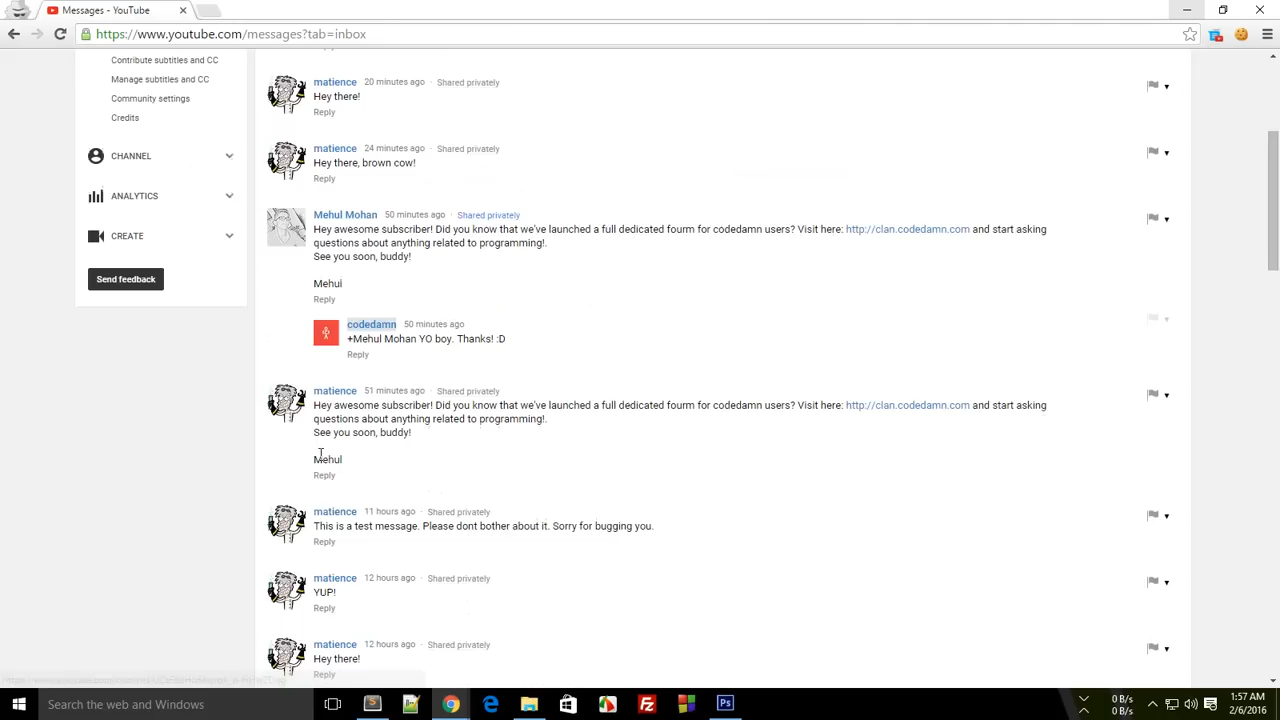 Messages - YouTube
https://www.youtube.com/messages?tab=inbox
Contribute subtitles and CC
Manage subtitles and CC
Community settings
Credits
CHANNEL
ANALYTICS
CREATE
Send feedback
matience 20 minutes ago · Shared privately
Hey there!
Reply
matience 24 minutes ago · Shared privately
Hey there, brown cow!
Reply
Mehul Mohan 50 minutes ago · Shared privately
Hey awesome subscriber! Did you know that we've launched a full dedicated fourm for codedamn users? Visit here: http://clan.codedamn.com and start asking
questions about anything related to programming!.
See you soon, buddy!
Mehul
Reply
codedamn 50 minutes ago
+Mehul Mohan YO boy. Thanks! :D
Reply
matience 51 minutes ago · Shared privately
Hey awesome subscriber! Did you know that we've launched a full dedicated fourm for codedamn users? Visit here: http://clan.codedamn.com and start asking
questions about anything related to programming!.
See you soon, buddy!
Mehul
Reply
matience 11 hours ago · Shared privately
This is a test message. Please dont bother about it. Sorry for bugging you.
Reply
matience 12 hours ago · Shared privately
YUP!
Reply
matience 12 hours ago · Shared privately
Hey there!
Reply
Search the web and Windows
Ps
0 B/s
0 B/s
1:57 AM
2/6/2016